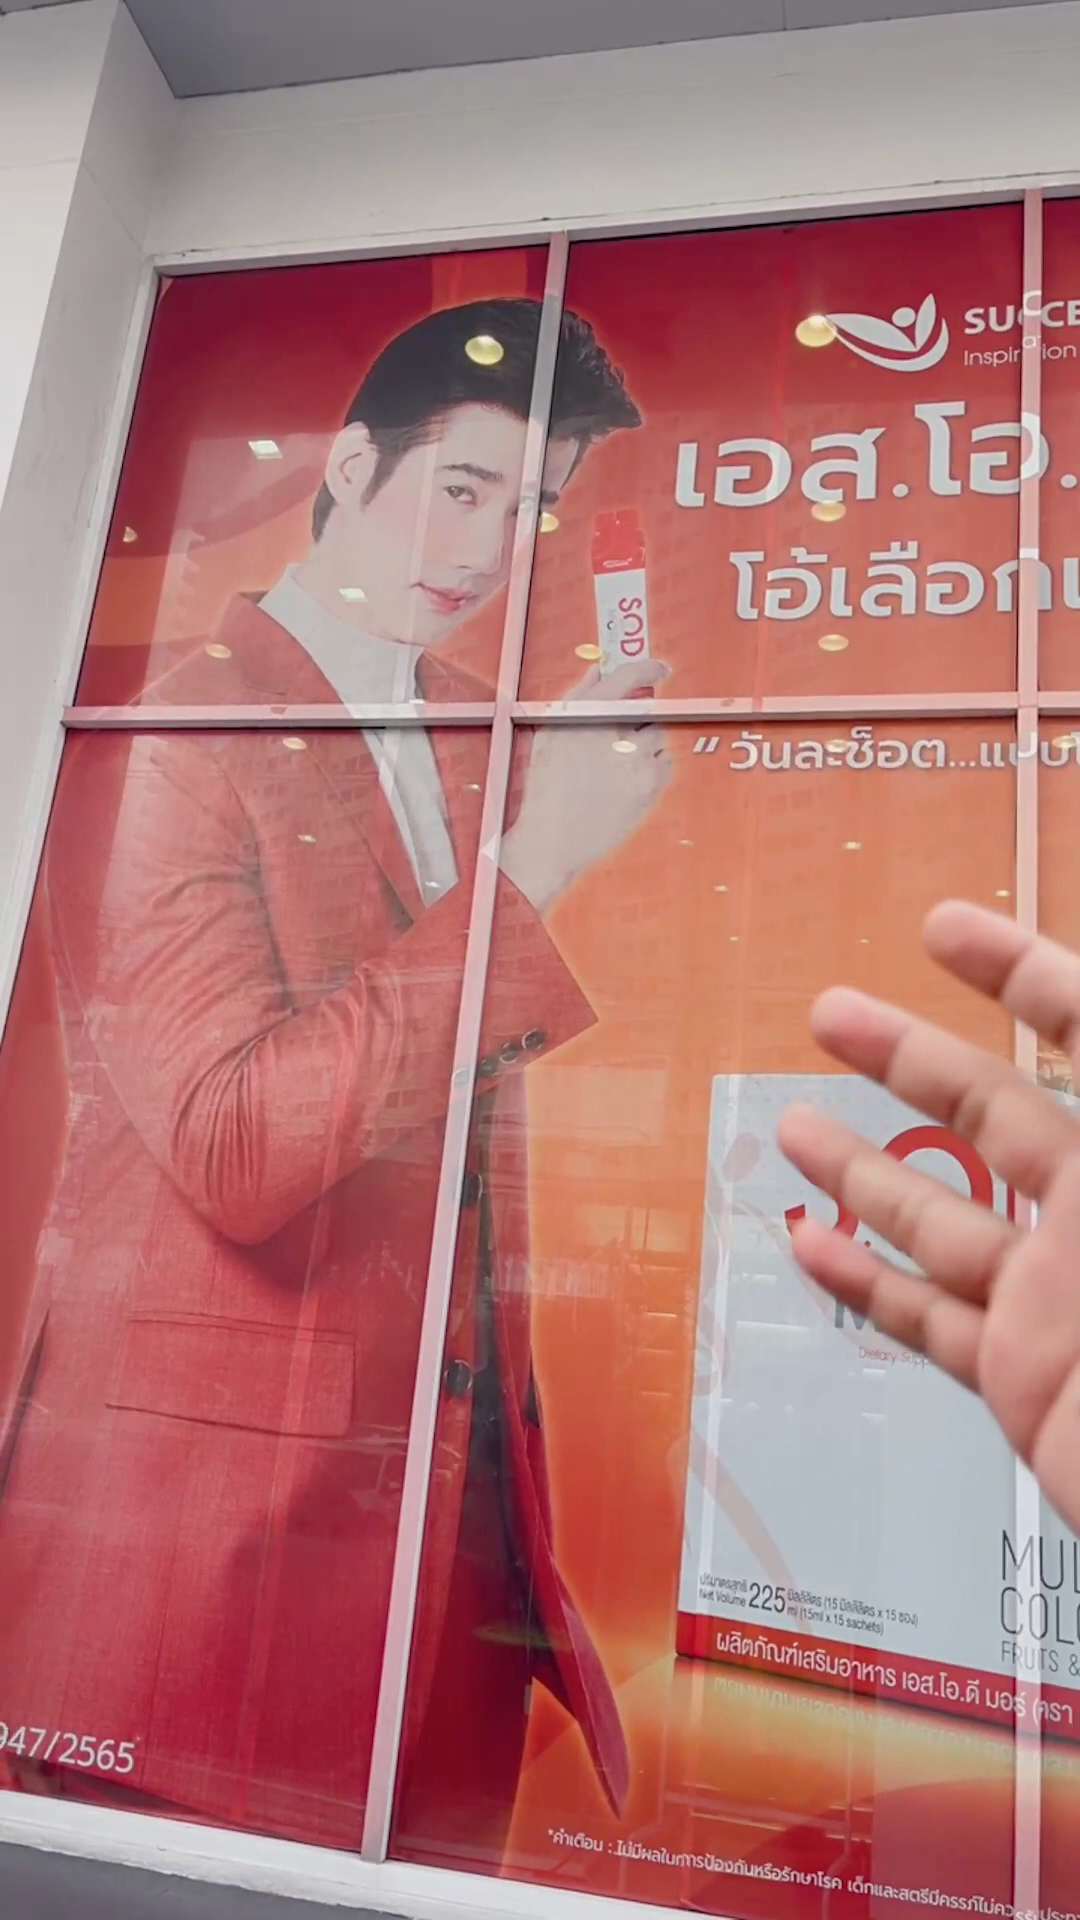 SUCCE
Inspiration
เอส.โอ.
โอ้เลือก
SOD
"วันละช็อต...แบบ
S.O
Dietary Supp
MUL
COLO
FRUITS &
ปริมาตรสุทธิ 225 มิลลิลิตร (15 มิลลิลิตร x 15 ซอง)
Net Volume ml (15ml x 15 sachets)
ผลิตภัณฑ์เสริมอาหาร เอส.โอ.ดี มอร์ (ตรา
947/2565
*คำเตือน : ไม่มีผลในการป้องกันหรือรักษาโรค เด็กและสตรีมีครรภ์ไม่ควรรับประทา